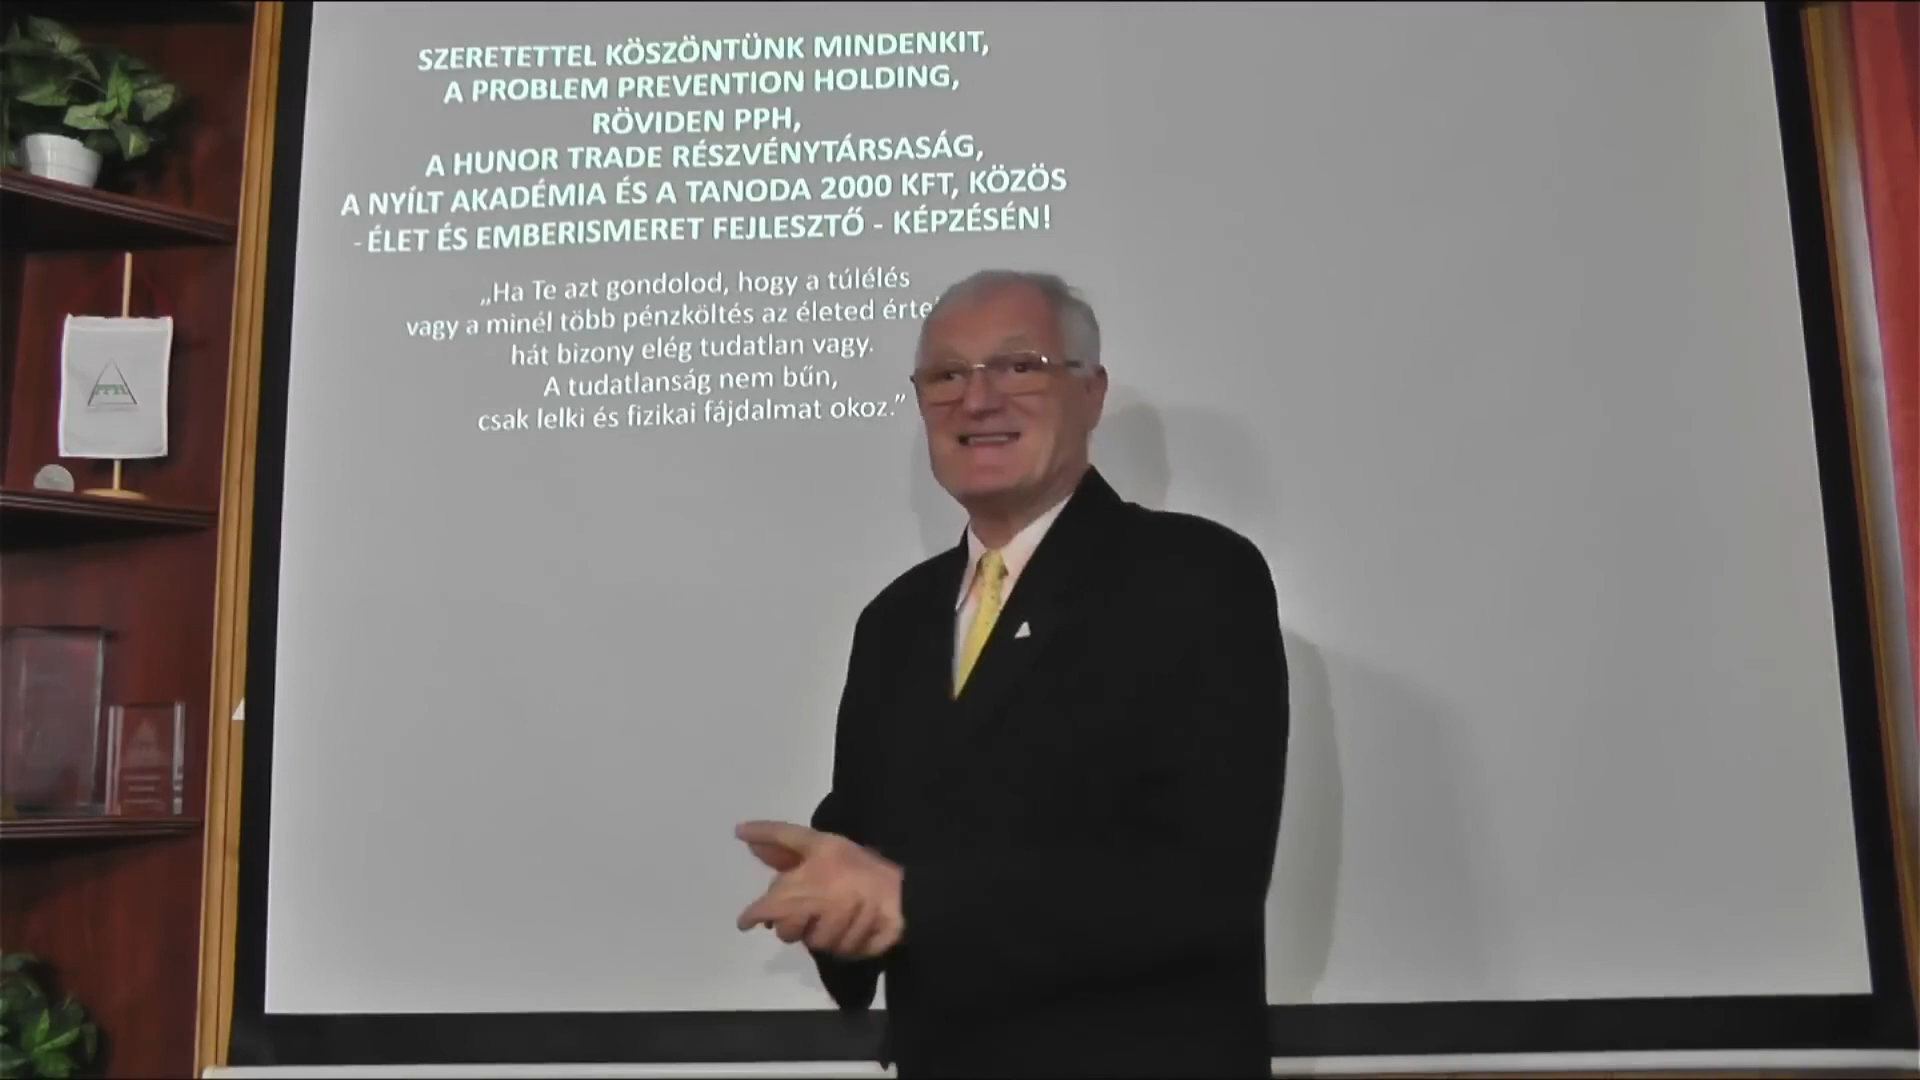 SZERETETTEL KÖSZÖNTÜNK MINDENKIT,
A PROBLEM PREVENTION HOLDING,
RÖVIDEN PPH,
A HUNOR TRADE RÉSZVÉNYTÁRSASÁG,
A NYÍLT AKADÉMIA ÉS A TANODA 2000 KFT, KÖZÖS
- ÉLET ÉS EMBERISMERET FEJLESZTŐ - KÉPZÉSÉN!
„Ha Te azt gondolod, hogy a túlélés
vagy a minél több pénzköltés az életed
hát bizony elég tudatlan vagy.
A tudatlanság nem bűn,
csak lelki és fizikai fájdalmat okoz.”
PPH